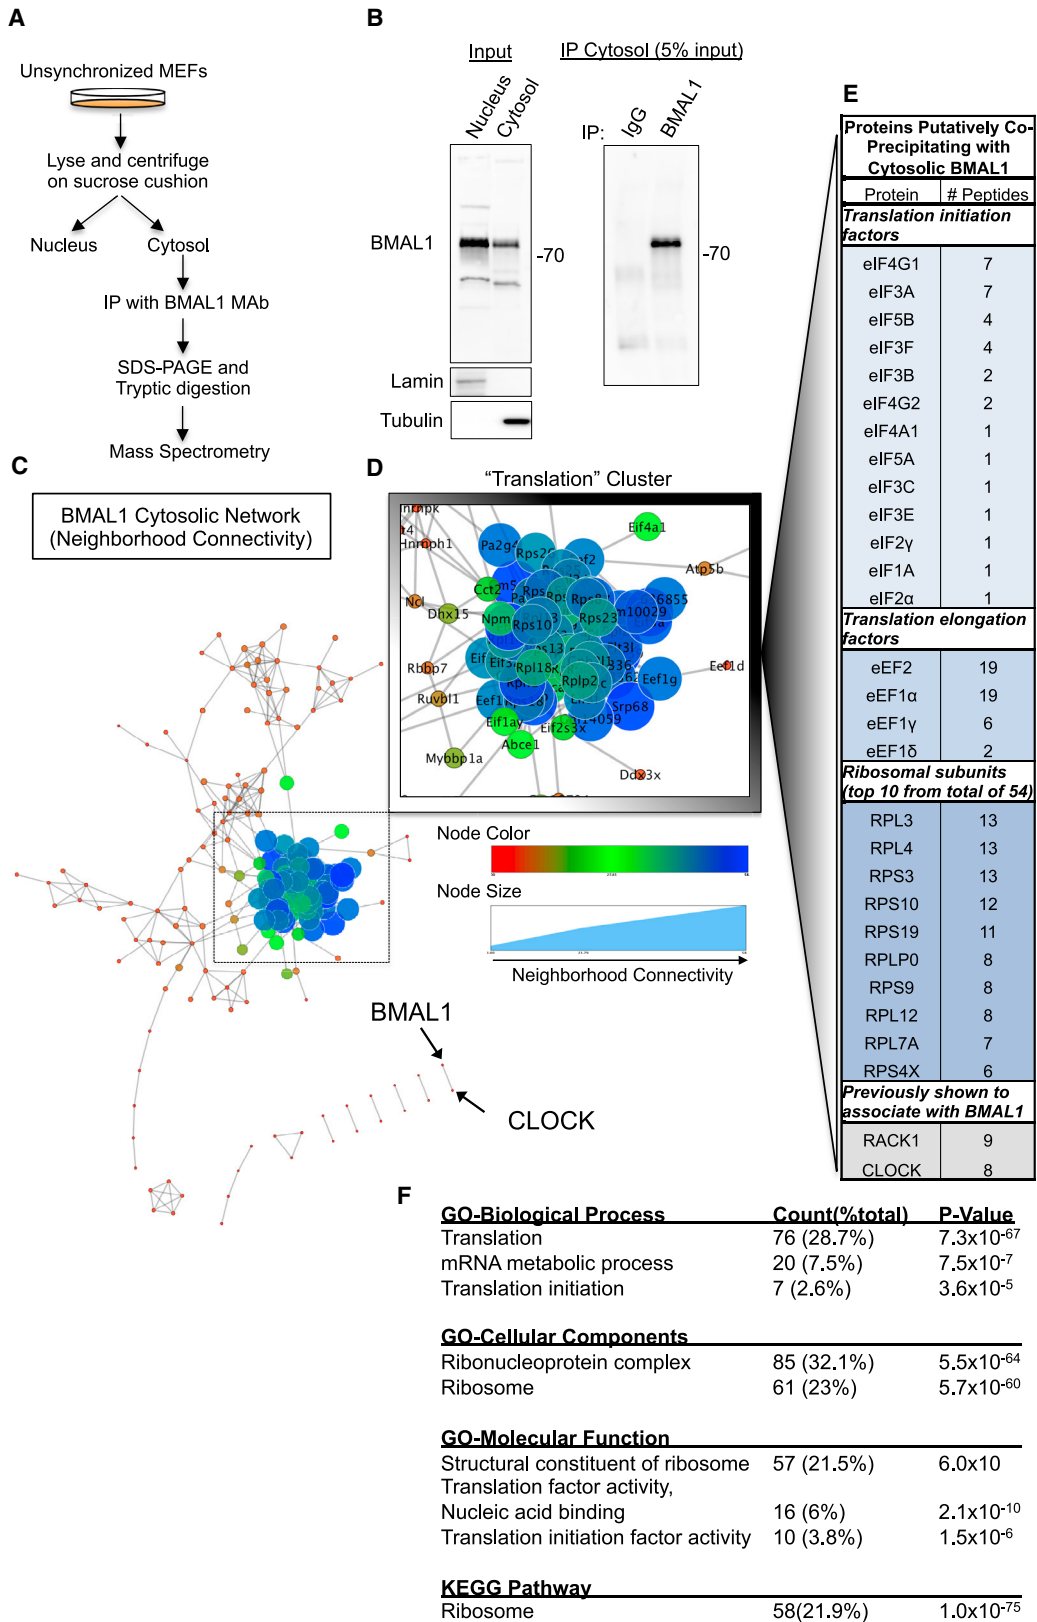 A
Unsynchronized MEFs
Lyse and centrifuge
on sucrose cushion
Nucleus
Cytosol
IP with BMAL1 MAb
SDS-PAGE and
Tryptic digestion
Mass Spectrometry
B
Input
IP Cytosol (5% input)
Nucleus
Cytosol
IP:
IgG
BMAL1
BMAL1
-70
-70
Lamin
Tubulin
C
BMAL1 Cytosolic Network
(Neighborhood Connectivity)
BMAL1
CLOCK
D
"Translation" Cluster
Hnmph1
Pa2g4
Eif4a1
Atp5b
Cct2
Ncl
Dhx15
Npm
Rps10
Rps23
Rbbp7
Rpl18
Rplp2
Eef1g
Eef1d
Ruvbl1
Srp68
Eif1ay
Eif2s3x
Abce1
Mybbp1a
Ddx3x
Node Color
Node Size
Neighborhood Connectivity
E
Proteins Putatively Co-
Precipitating with
Cytosolic BMAL1
Protein # Peptides
Translation initiation
factors
eIF4G1 7
eIF3A 7
eIF5B 4
eIF3F 4
eIF3B 2
eIF4G2 2
eIF4A1 1
eIF5A 1
eIF3C 1
eIF3E 1
eIF2γ 1
eIF1A 1
eIF2α 1
Translation elongation
factors
eEF2 19
eEF1α 19
eEF1γ 6
eEF1δ 2
Ribosomal subunits
(top 10 from total of 54)
RPL3 13
RPL4 13
RPS3 13
RPS10 12
RPS19 11
RPLP0 8
RPS9 8
RPL12 8
RPL7A 7
RPS4X 6
Previously shown to
associate with BMAL1
RACK1 9
CLOCK 8
F
GO-Biological Process Count(%total) P-Value
Translation 76 (28.7%) 7.3x10⁻⁶⁷
mRNA metabolic process 20 (7.5%) 7.5x10⁻⁷
Translation initiation 7 (2.6%) 3.6x10⁻⁵
GO-Cellular Components
Ribonucleoprotein complex 85 (32.1%) 5.5x10⁻⁶⁴
Ribosome 61 (23%) 5.7x10⁻⁶⁰
GO-Molecular Function
Structural constituent of ribosome 57 (21.5%) 6.0x10
Translation factor activity,
Nucleic acid binding 16 (6%) 2.1x10⁻¹⁰
Translation initiation factor activity 10 (3.8%) 1.5x10⁻⁶
KEGG Pathway
Ribosome 58(21.9%) 1.0x10⁻⁷⁵